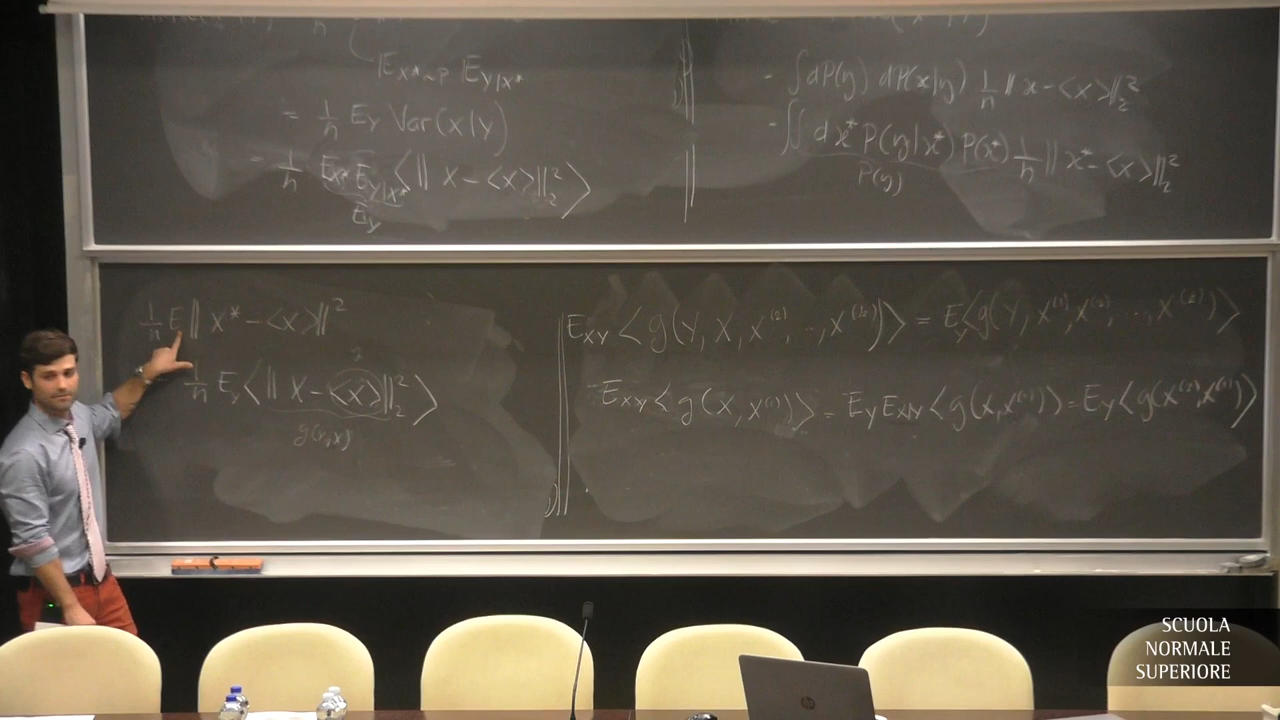 𝔼_{X*~P} 𝔼_{Y|X*}
= 1/n 𝔼_Y Var(X|Y)
= 1/n 𝔼_{X*} 𝔼_{Y|X*} ⟨‖ X − ⟨X⟩‖₂² ⟩
𝔼_Y
- ∫ dP(y) dP(x|y) 1/n ‖ x − ⟨x⟩‖₂²
- ∫∫ dx* P(y|x*) P(x*) 1/n ‖ x* − ⟨x⟩‖₂²
P(y)
1/n 𝔼‖ X* − ⟨x⟩‖²
1/n E_Y ⟨‖ X − ⟨X⟩‖₂² ⟩
g(Y,X)
E_{XY} ⟨ g(Y, X, X^{(2)}, .., X^{(k)}) ⟩ = E_Y⟨g(Y, X^{(1)}, X^{(2)}, ..., X^{(k)})⟩
E_{XY} ⟨ g(X, X^{(1)}) ⟩ = E_Y E_{X|Y} ⟨g(X, X^{(1)})⟩ = E_Y⟨g(X^{(2)}, X^{(1)})⟩
SCUOLA
NORMALE
SUPERIORE